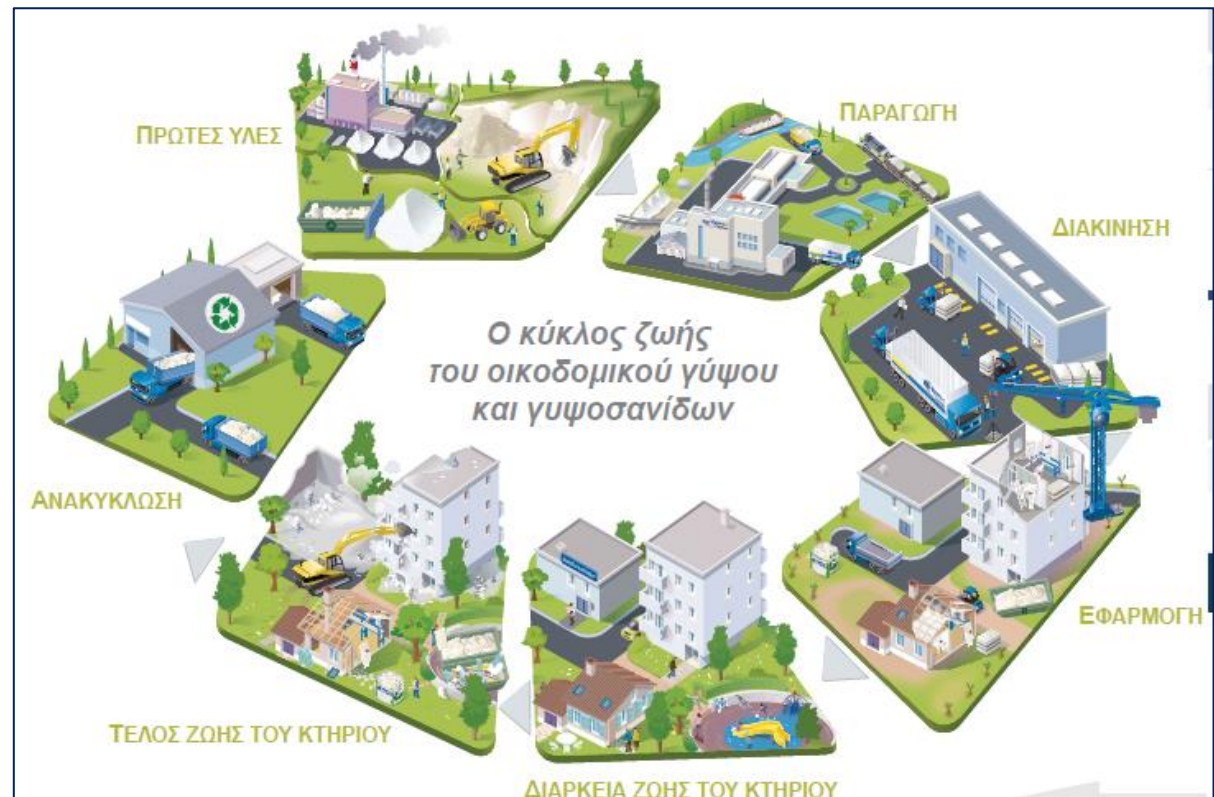 ΠΡΩΤΕΣ ΥΛΕΣ
ΠΑΡΑΓΩΓΗ
ΔΙΑΚΙΝΗΣΗ
Ο κύκλος ζωής
του οικοδομικού γύψου
και γυψοσανίδων
ΑΝΑΚΥΚΛΩΣΗ
ΕΦΑΡΜΟΓΗ
ΤΕΛΟΣ ΖΩΗΣ ΤΟΥ ΚΤΗΡΙΟΥ
ΔΙΑΡΚΕΙΑ ΖΩΗΣ ΤΟΥ ΚΤΗΡΙΟΥ